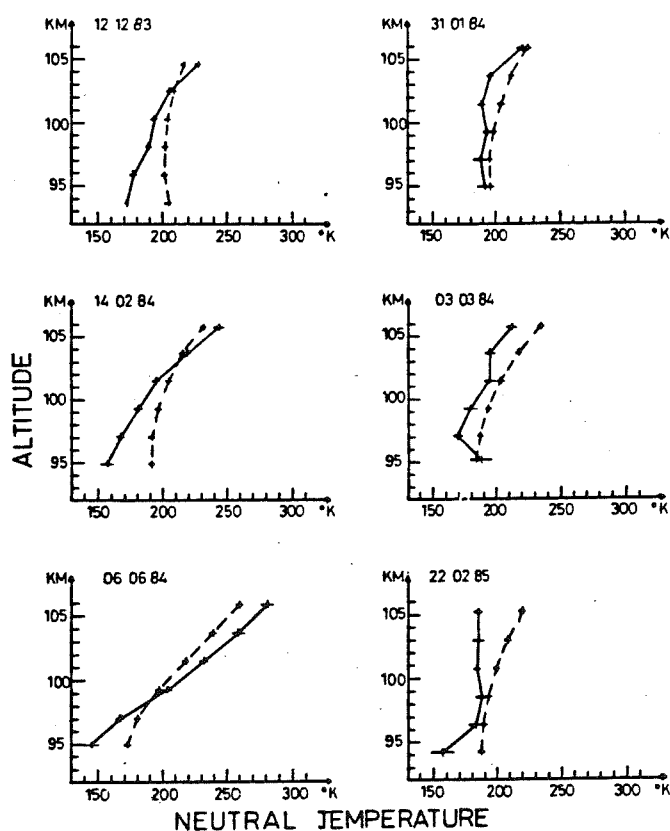 KM 12 12 83
105
100
95
150 200 250 300 °K
KM 31 01 84
105
100
95
150 200 250 300 °K
KM 14 02 84
105
100
95
150 200 250 300 °K
KM 03 03 84
105
100
95
150 200 250 300 °K
ALTITUDE
KM 06 06 84
105
100
95
150 200 250 300 °K
KM 22 02 85
105
100
95
150 200 250 300 °K
NEUTRAL TEMPERATURE